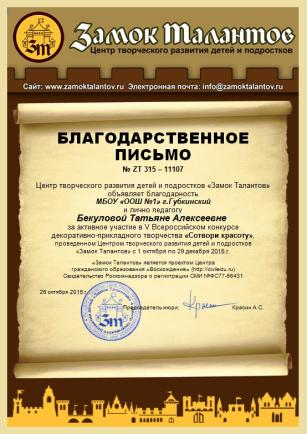 Замок Талантов
Центр творческого развития детей и подростков
Сайт: www.zamoktalantov.ru Электронная почта: info@zamoktalantov.ru
БЛАГОДАРСТВЕННОЕ
ПИСЬМО
№ ZT 315 – 11107
Центр творческого развития детей и подростков «Замок Талантов»
объявляет благодарность
МБОУ «ООШ №1» г.Губкинский
и лично педагогу
Бекуловой Татьяне Алексеевне
за активное участие в V Всероссийском конкурсе
декоративно-прикладного творчества «Сотвори красоту»,
проведенном Центром творческого развития детей и подростков
«Замок Талантов» с 1 октября по 29 декабря 2015 г.
«Замок Талантов» является проектом Центра
гражданского образования «Восхождение» (http://civiledu.ru)
Свидетельство Роскомнадзора о регистрации СМИ №ФС77-56431
28 октября 2015 г.
Председатель жюри: Красин А.С.